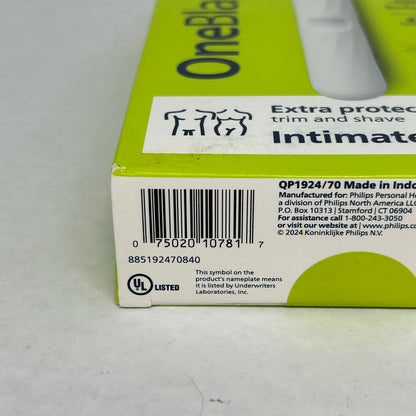 OneBla
Extra protec
trim and shave
Intimate
QP1924/70 Made in Indo
Manufactured for: Philips Personal He
a division of Philips North America LLC
P.O. Box 10313 | Stamford | CT 06904
For assistance call 1-800-243-3050
or visit our website: www.philips.co
© 2024 Koninklijke Philips N.V.
0 75020 10781 7
885192470840
UL LISTED
This symbol on the
product's nameplate means
it is listed by Underwriters
Laboratories, Inc.